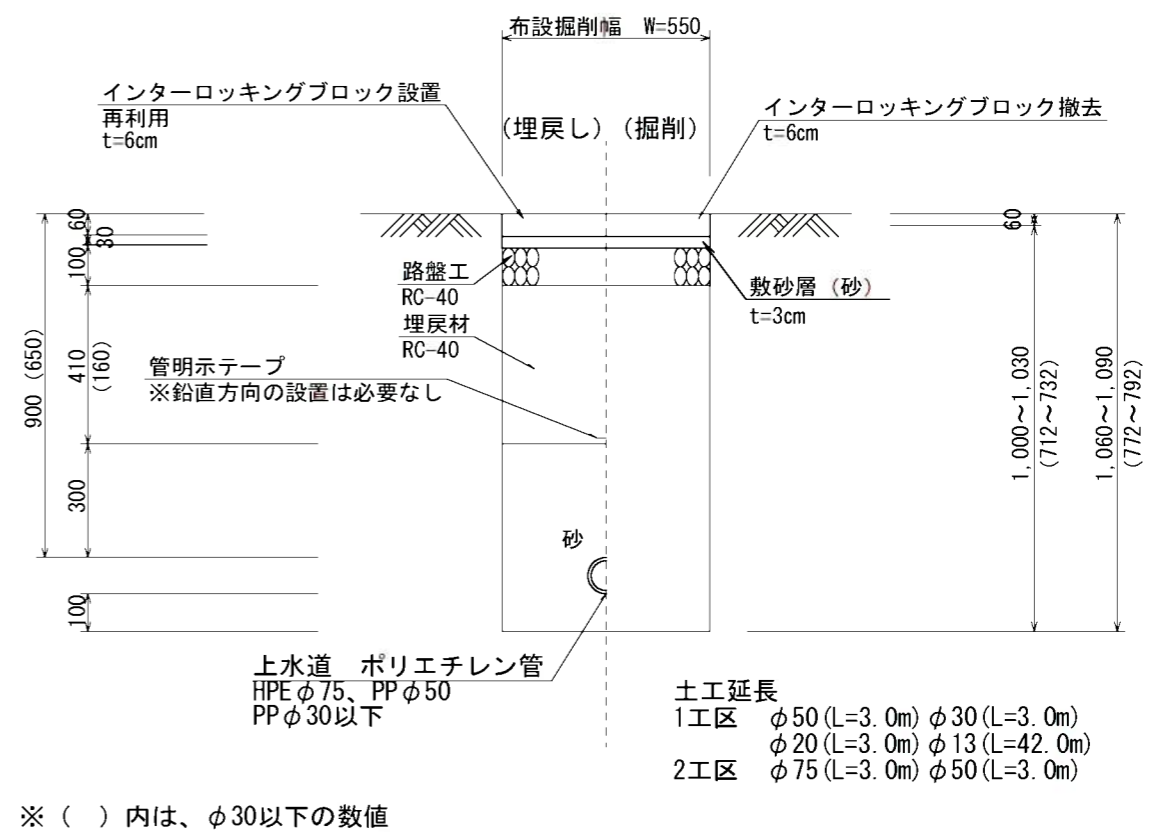 布設掘削幅　W=550
インターロッキングブロック設置
再利用
t=6cm
(埋戻し) (掘削)
インターロッキングブロック撤去
t=6cm
60
30
100
410
(160)
300
100
900 (650)
60
1,000～1,030
(712～732)
1,060～1,090
(772～792)
路盤工
RC-40
埋戻材
RC-40
敷砂層 (砂)
t=3cm
管明示テープ
※鉛直方向の設置は必要なし
砂
上水道　ポリエチレン管
HPEφ75、PPφ50
PPφ30以下
土工延長
1工区　φ50(L=3.0m) φ30(L=3.0m)
φ20(L=3.0m) φ13(L=42.0m)
2工区　φ75(L=3.0m) φ50(L=3.0m)
※（　）内は、φ30以下の数値